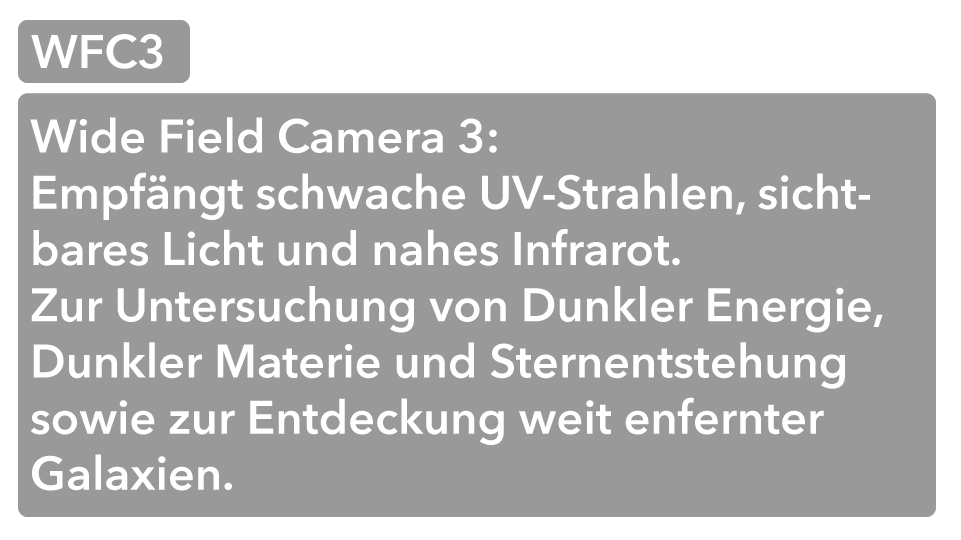 WFC3
Wide Field Camera 3:
Empfängt schwache UV-Strahlen, sicht-
bares Licht und nahes Infrarot.
Zur Untersuchung von Dunkler Energie,
Dunkler Materie und Sternentstehung
sowie zur Entdeckung weit enfernter
Galaxien.